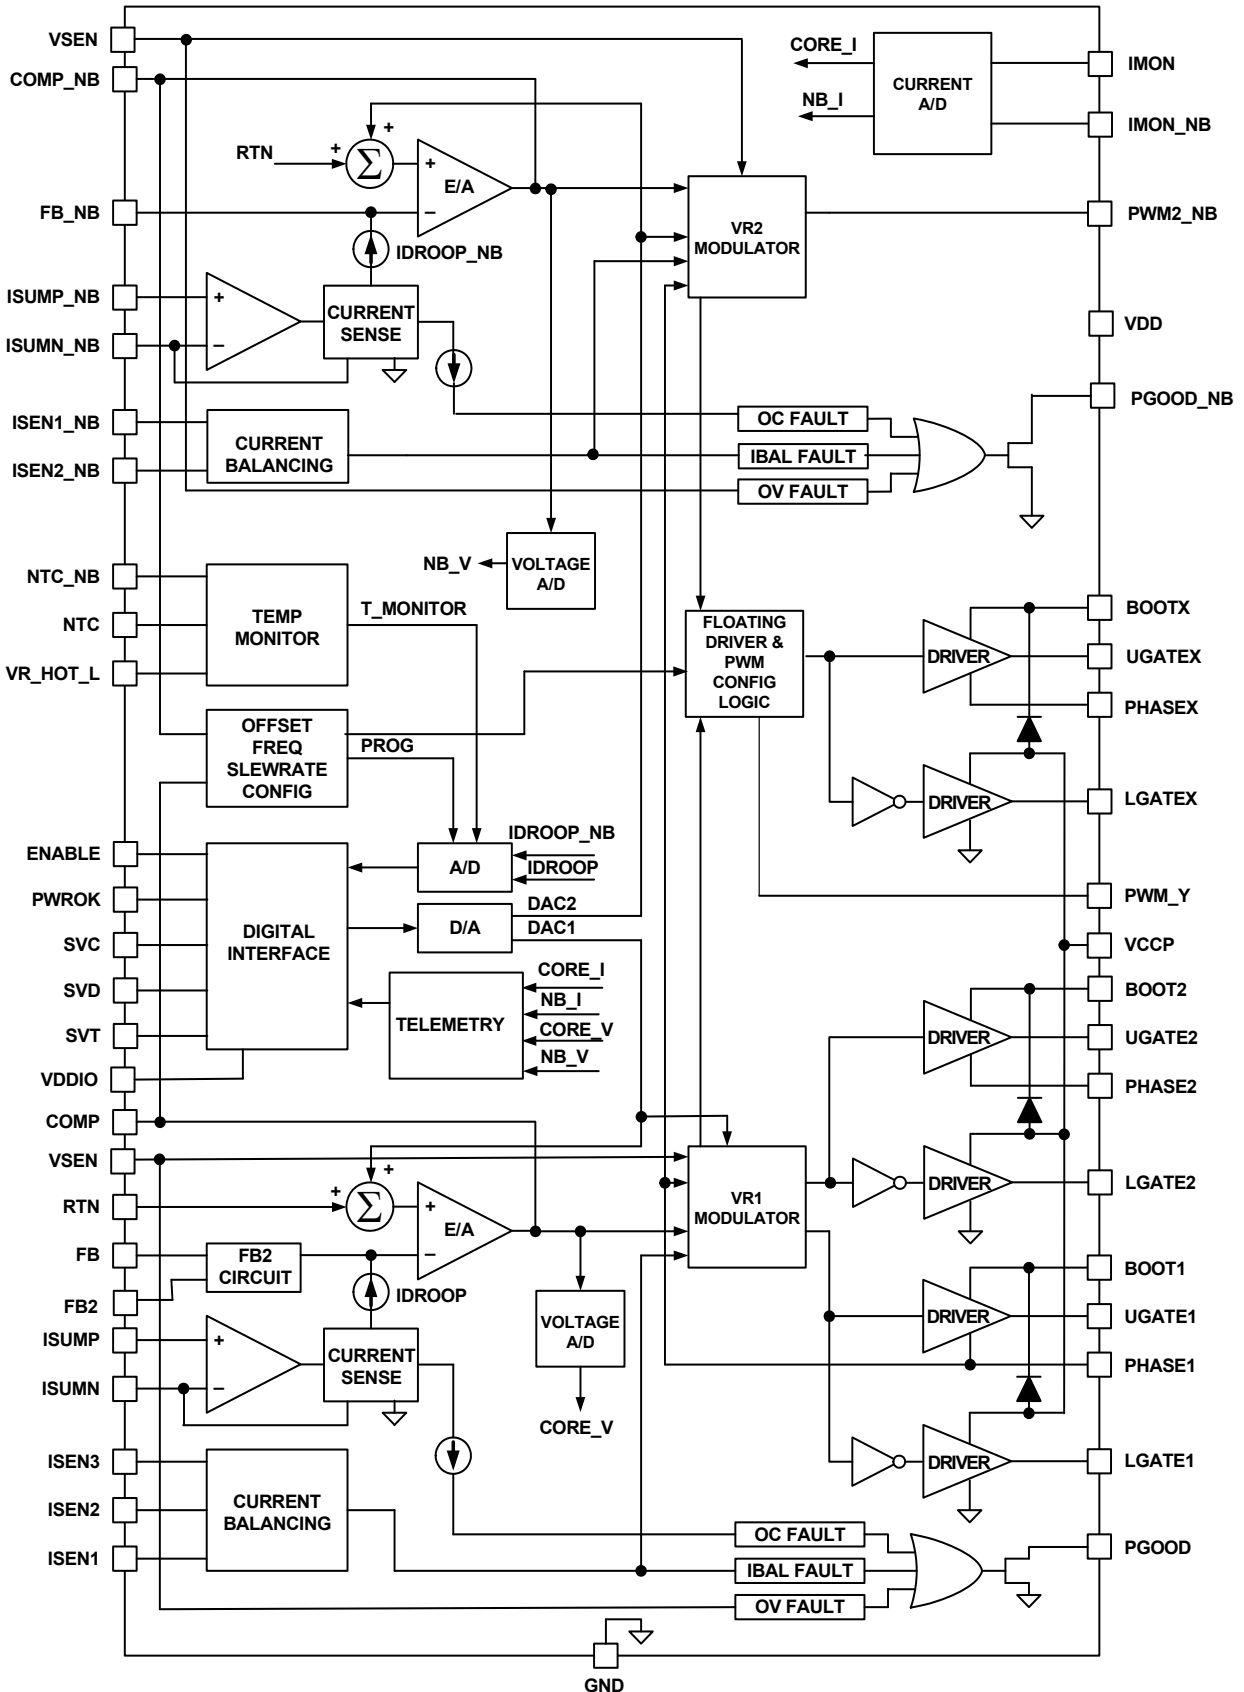 VSEN
COMP_NB
CORE_I
NB_I
CURRENT
A/D
IMON
IMON_NB
RTN
+
+
Σ
+
−
E/A
FB_NB
IDROOP_NB
VR2
MODULATOR
PWM2_NB
ISUMP_NB
+
ISUMN_NB
−
CURRENT
SENSE
VDD
PGOOD_NB
ISEN1_NB
ISEN2_NB
CURRENT
BALANCING
OC FAULT
IBAL FAULT
OV FAULT
NB_V
VOLTAGE
A/D
NTC_NB
NTC
VR_HOT_L
TEMP
MONITOR
T_MONITOR
FLOATING
DRIVER &
PWM
CONFIG
LOGIC
DRIVER
BOOTX
UGATEX
PHASEX
OFFSET
FREQ
SLEWRATE
CONFIG
PROG
DRIVER
LGATEX
ENABLE
PWROK
SVC
SVD
SVT
VDDIO
DIGITAL
INTERFACE
A/D
IDROOP_NB
IDROOP
D/A
DAC2
DAC1
TELEMETRY
CORE_I
NB_I
CORE_V
NB_V
PWM_Y
VCCP
BOOT2
DRIVER
UGATE2
PHASE2
COMP
VSEN
RTN
+
+
Σ
+
−
E/A
VR1
MODULATOR
DRIVER
LGATE2
FB
FB2
FB2
CIRCUIT
IDROOP
VOLTAGE
A/D
CORE_V
BOOT1
DRIVER
UGATE1
PHASE1
ISUMP
+
ISUMN
−
CURRENT
SENSE
DRIVER
LGATE1
ISEN3
ISEN2
ISEN1
CURRENT
BALANCING
OC FAULT
IBAL FAULT
OV FAULT
PGOOD
GND